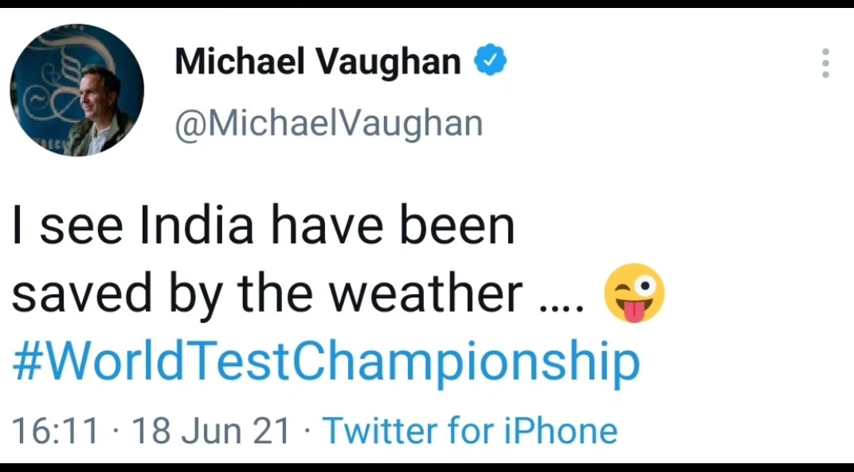 Michael Vaughan
@MichaelVaughan
I see India have been
saved by the weather .... 😜
#WorldTestChampionship
16:11 · 18 Jun 21 · Twitter for iPhone